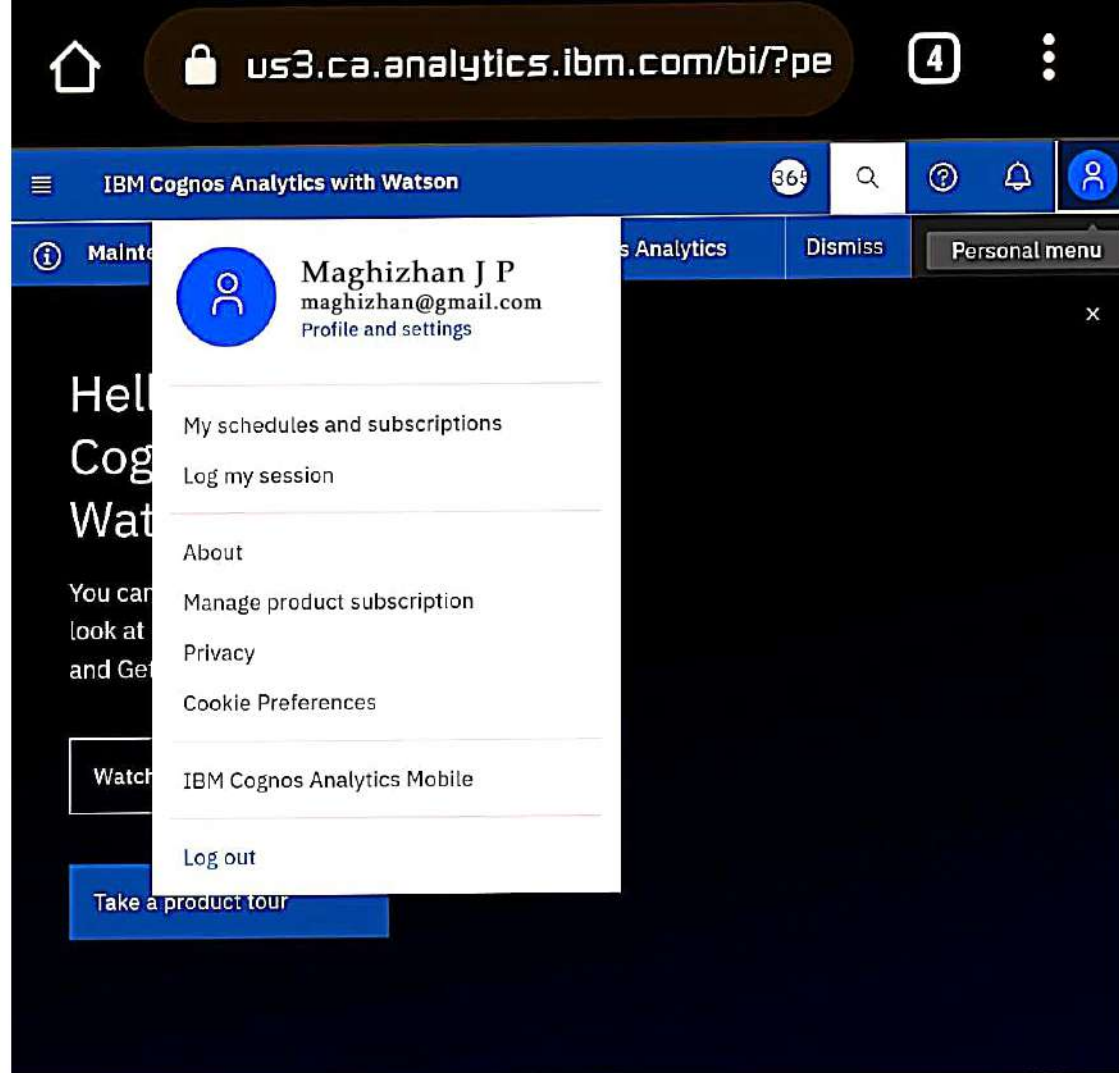 us3.ca.analytics.ibm.com/bi/?pe
4
IBM Cognos Analytics with Watson
365
Mainte
s Analytics
Dismiss
Personal menu
Maghizhan J P
maghizhan@gmail.com
Profile and settings
x
Hell
Cog
Wat
My schedules and subscriptions
Log my session
About
Manage product subscription
Privacy
Cookie Preferences
You can
look at
and Get
Watch
IBM Cognos Analytics Mobile
Log out
Take a product tour